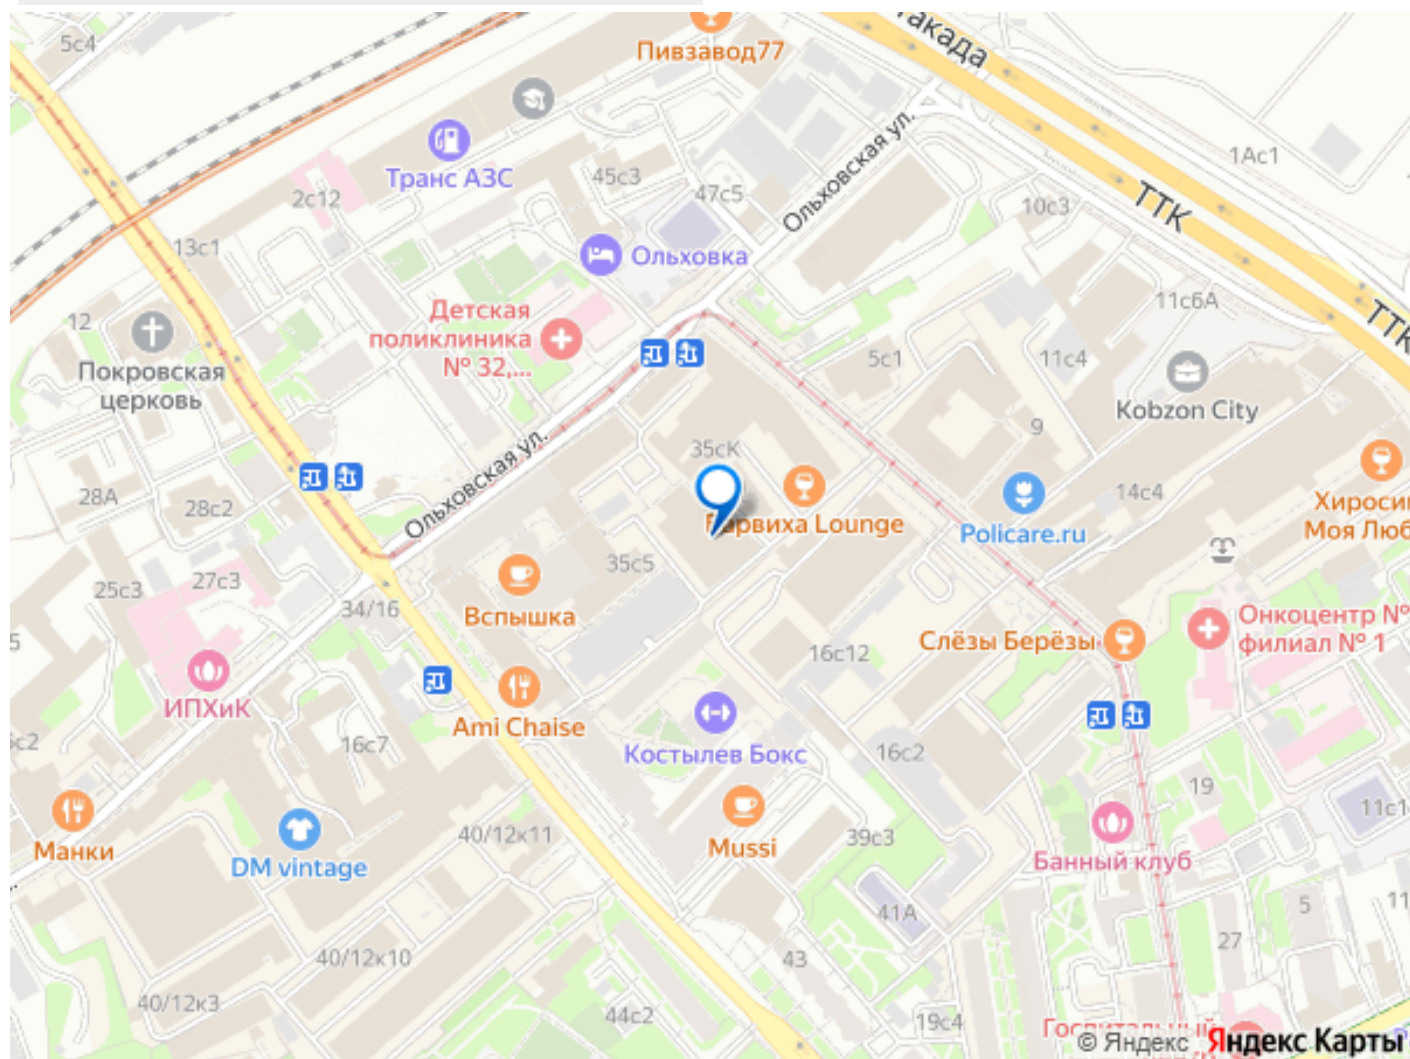 5с4
Пивзавод77
такада
Транс АЗС
2с12
45с3
47с5
Ольховская ул.
1Ас1
10с3
ТТК
13с1
Ольховка
11с6А
ТТК
12
Детская
поликлиника
№ 32,...
Покровская
церковь
5с1
11с4
Kobzon City
9
35сК
Ольховская ул.
28А
28с2
14с4
Хиросим
Моя Люб
рвиха Lounge
Policare.ru
25с3
27с3
34/16
35с5
Вспышка
Слёзы Берёзы
16с12
Онкоцентр №
филиал № 1
5
ИПХиК
Ami Chaise
с2
16с7
Костылев Бокс
16с2
19
11с1
Манки
DM vintage
40/12к11
Mussi
39с3
Банный клуб
41А
5
11
40/12к10
43
27
40/12к3
44с2
19с4
© Яндекс Яндекс Карты